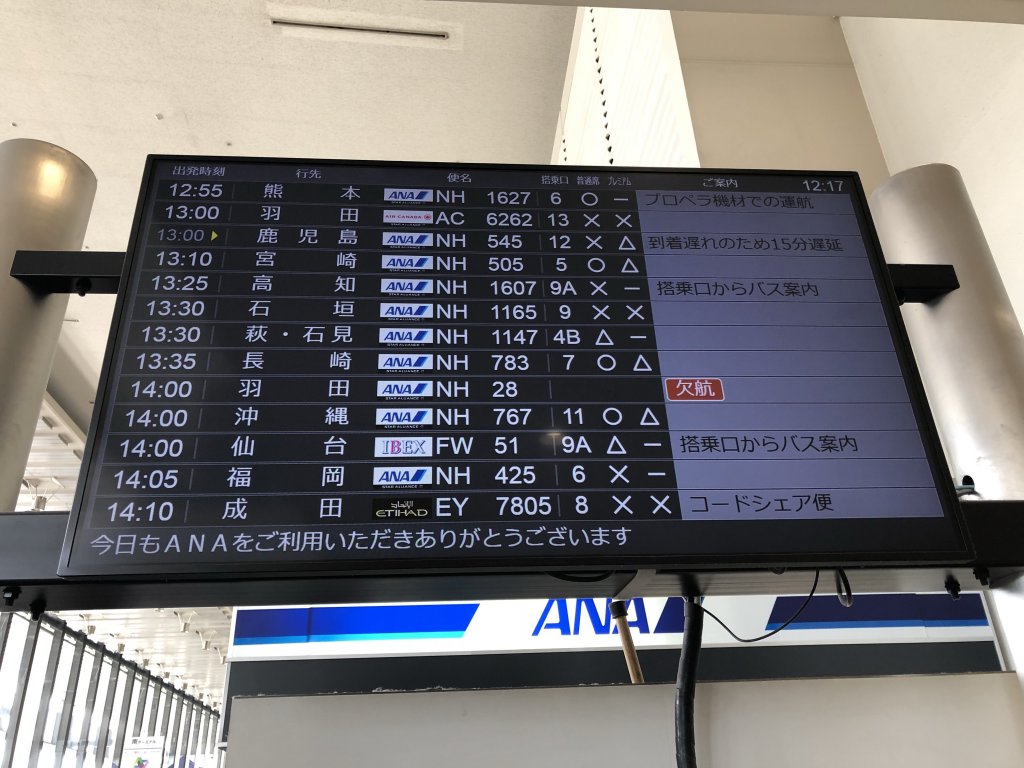 出発時刻 行先 便名 搭乗口 普通席 プレミアム ご案内 12:17
12:55 熊本 ANA NH 1627 6 ○ － プロペラ機材での運航
13:00 羽田 AIR CANADA AC 6262 13 × ×
13:00 鹿児島 ANA NH 545 12 × △ 到着遅れのため15分遅延
13:10 宮崎 ANA NH 505 5 ○ △
13:25 高知 ANA NH 1607 9A × － 搭乗口からバス案内
13:30 石垣 ANA NH 1165 9 × ×
13:30 萩・石見 ANA NH 1147 4B △ －
13:35 長崎 ANA NH 783 7 ○ △
14:00 羽田 ANA NH 28 欠航
14:00 沖縄 ANA NH 767 11 ○ △
14:00 仙台 IBEX FW 51 9A △ － 搭乗口からバス案内
14:05 福岡 ANA NH 425 6 × －
14:10 成田 ETIHAD EY 7805 8 × × コードシェア便
今日もANAをご利用いただきありがとうございます
ANA